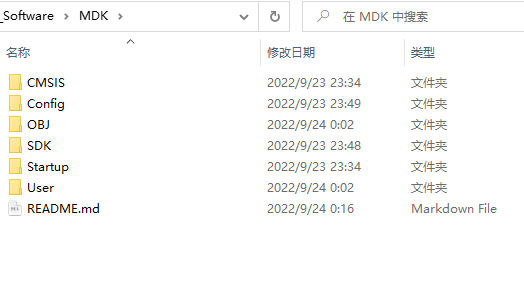 _Software > MDK > 在 MDK 中搜索
名称 修改日期 类型
CMSIS 2022/9/23 23:34 文件夹
Config 2022/9/23 23:49 文件夹
OBJ 2022/9/24 0:02 文件夹
SDK 2022/9/23 23:48 文件夹
Startup 2022/9/23 23:34 文件夹
User 2022/9/24 0:02 文件夹
README.md 2022/9/24 0:16 Markdown File